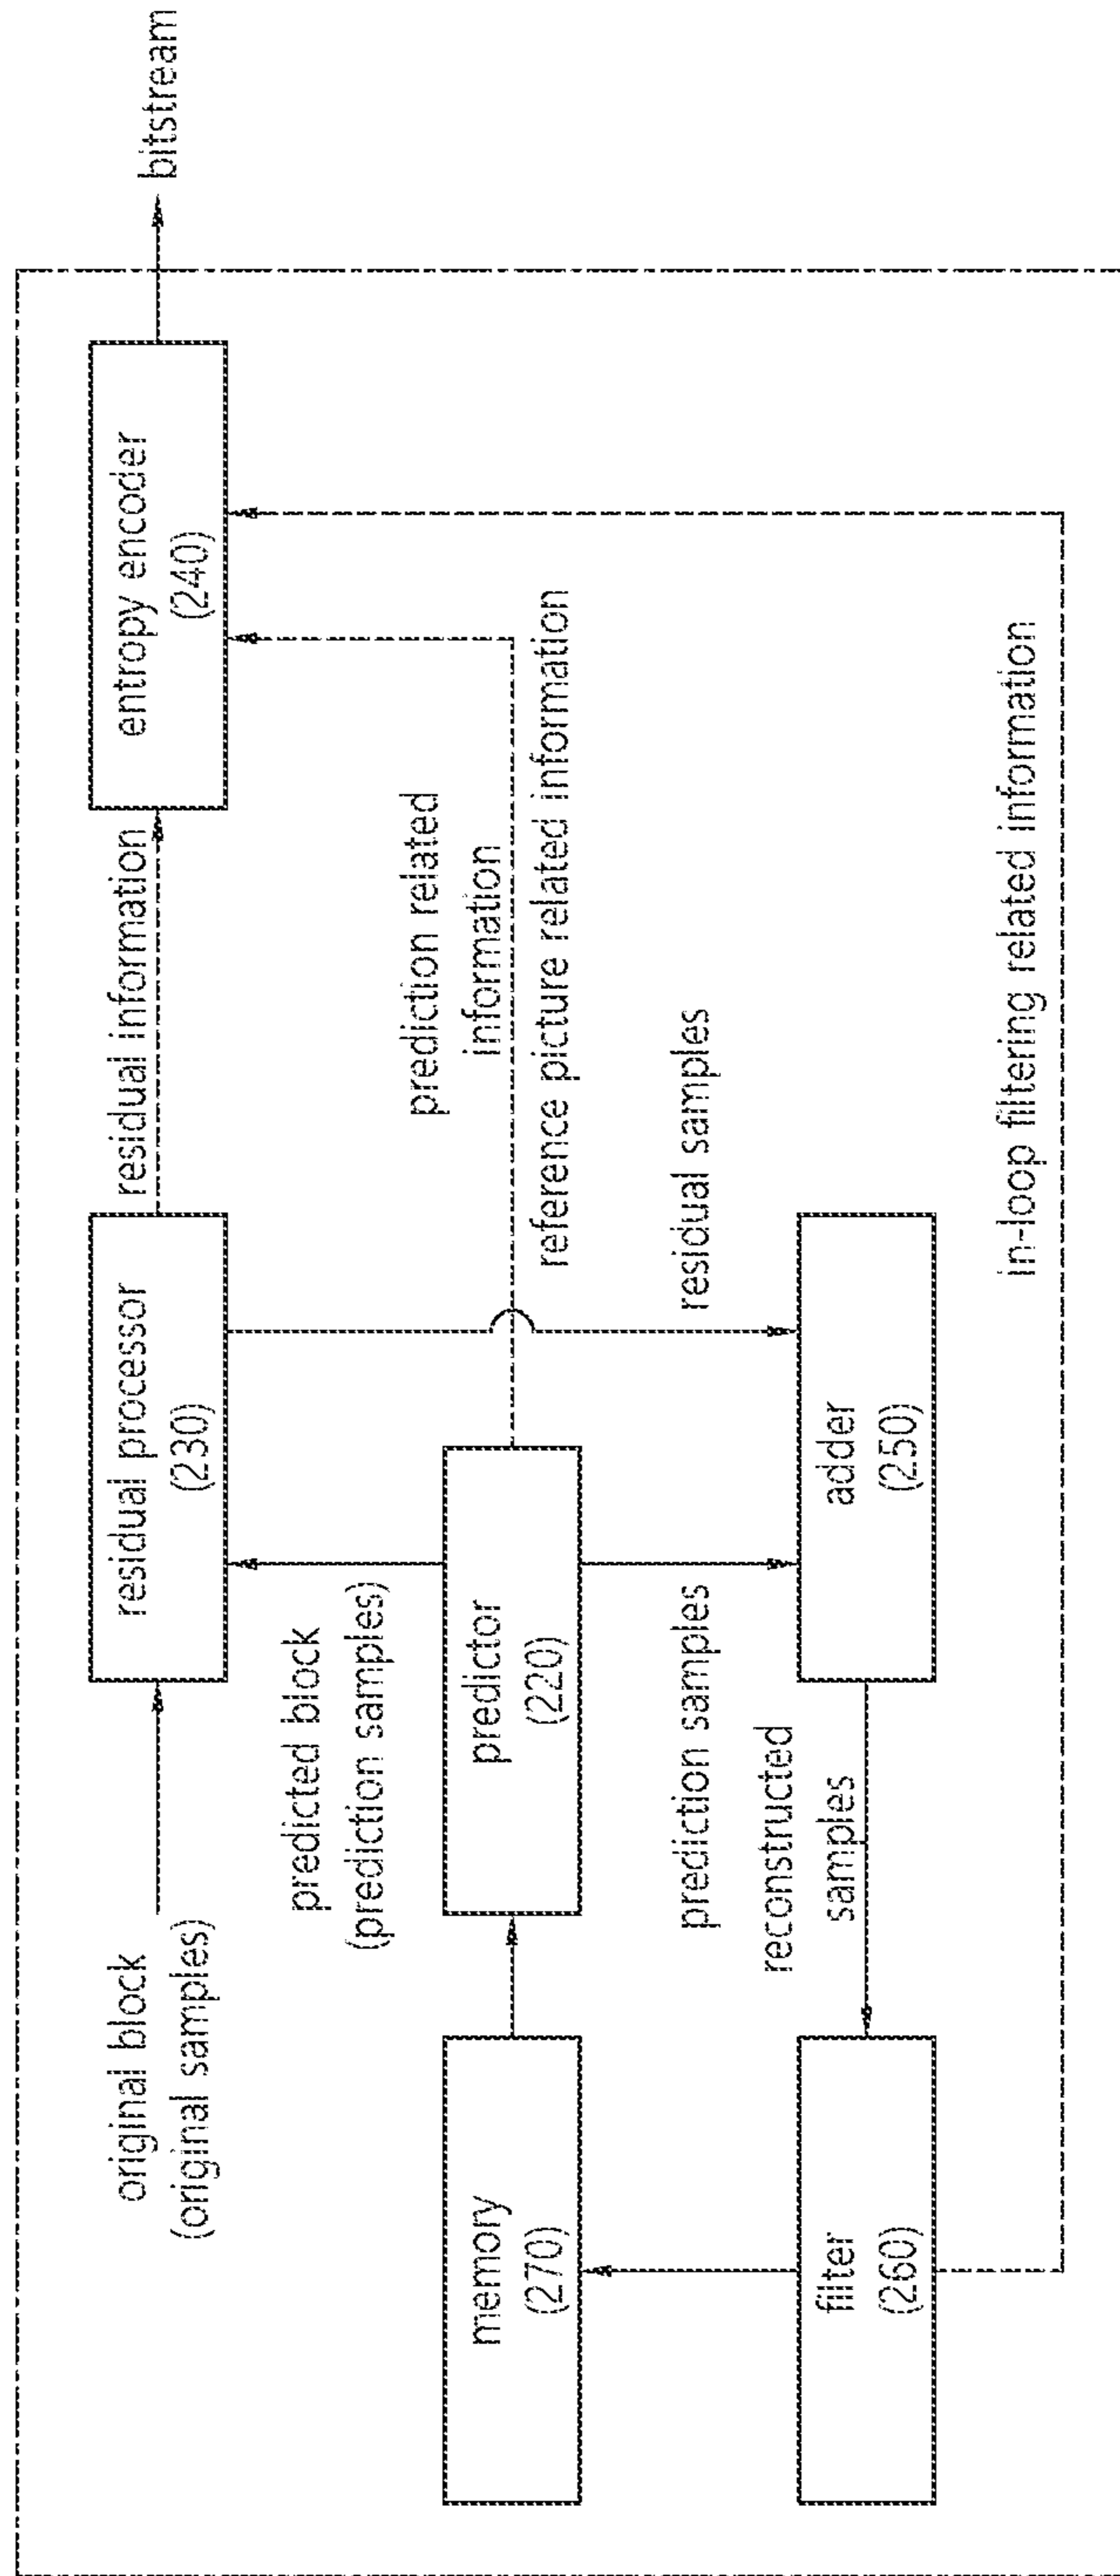 bitstream
original block
(original samples)
residual processor
(230)
residual information
entropy encoder
(240)
predicted block
(prediction samples)
prediction related
information
memory
(270)
predictor
(220)
reference picture related information
prediction samples
residual samples
reconstructed
samples
filter
(260)
adder
(250)
in-loop filtering related information